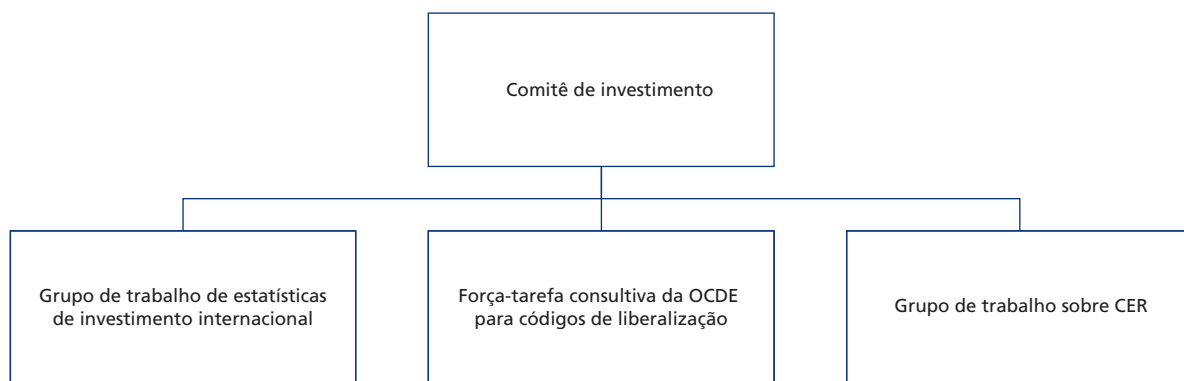 Comitê de investimento
Grupo de trabalho de estatísticas
de investimento internacional
Força-tarefa consultiva da OCDE
para códigos de liberalização
Grupo de trabalho sobre CER